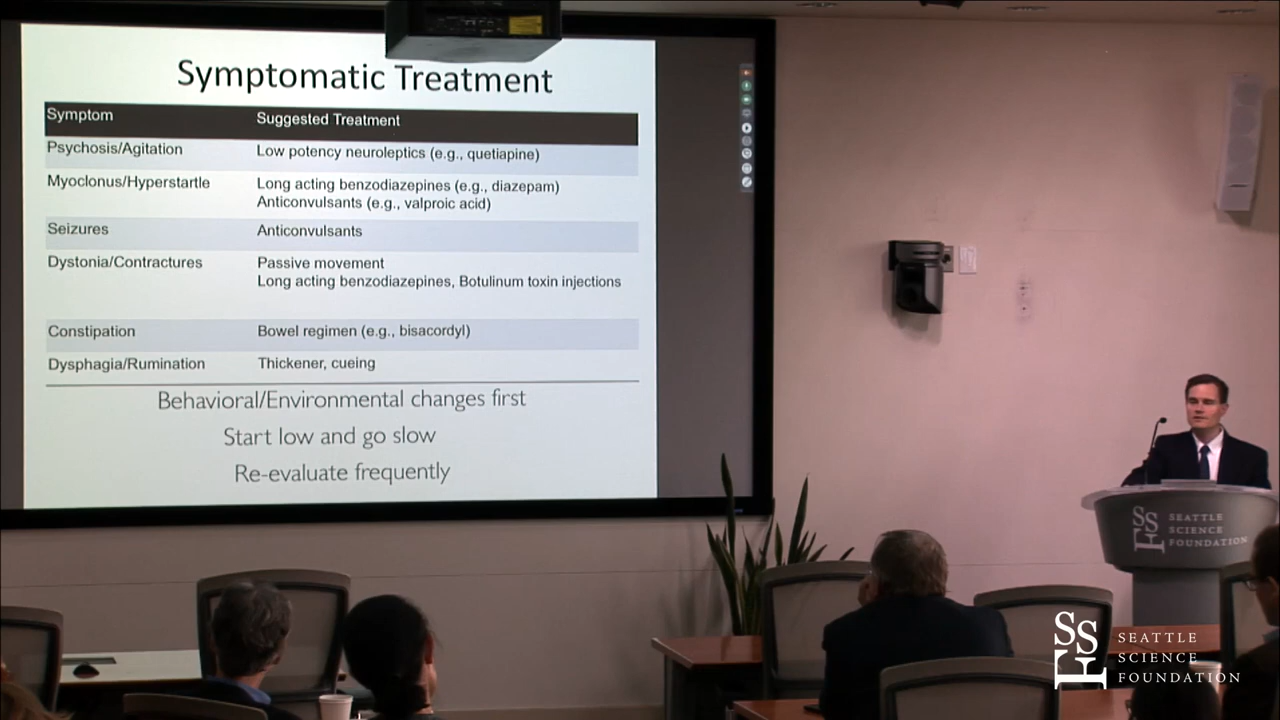 Symptomatic Treatment
Symptom Suggested Treatment
Psychosis/Agitation Low potency neuroleptics (e.g., quetiapine)
Myoclonus/Hyperstartle Long acting benzodiazepines (e.g., diazepam)
Anticonvulsants (e.g., valproic acid)
Seizures Anticonvulsants
Dystonia/Contractures Passive movement
Long acting benzodiazepines, Botulinum toxin injections
Constipation Bowel regimen (e.g., bisacordyl)
Dysphagia/Rumination Thickener, cueing
Behavioral/Environmental changes first
Start low and go slow
Re-evaluate frequently
SSF
SEATTLE
SCIENCE
FOUNDATION
SSF
SEATTLE
SCIENCE
FOUNDATION